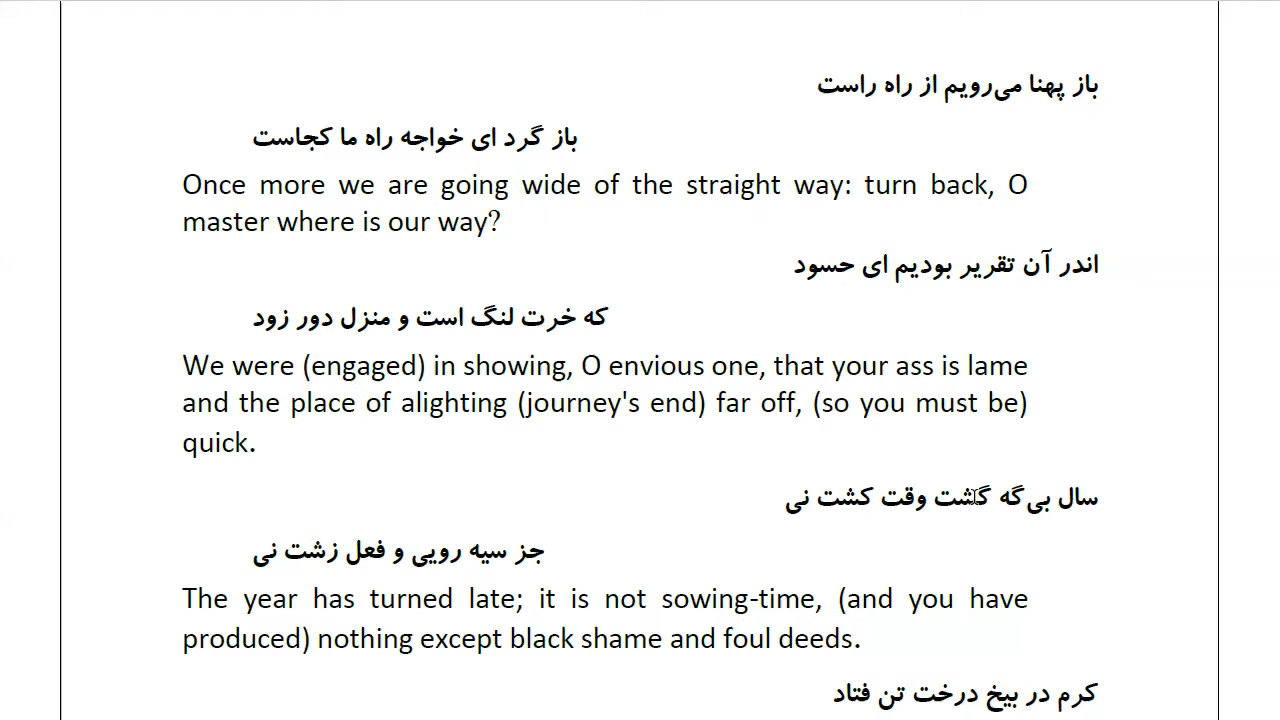 باز پهنا می‌رویم از راه راست
باز گرد ای خواجه راه ما کجاست
Once more we are going wide of the straight way: turn back, O
master where is our way?
اندر آن تقریر بودیم ای حسود
که خرت لنگ است و منزل دور زود
We were (engaged) in showing, O envious one, that your ass is lame
and the place of alighting (journey's end) far off, (so you must be)
quick.
سال بی‌گه گشت وقت کشت نی
جز سیه رویی و فعل زشت نی
The year has turned late; it is not sowing-time, (and you have
produced) nothing except black shame and foul deeds.
کرم در بیخ درخت تن فتاد